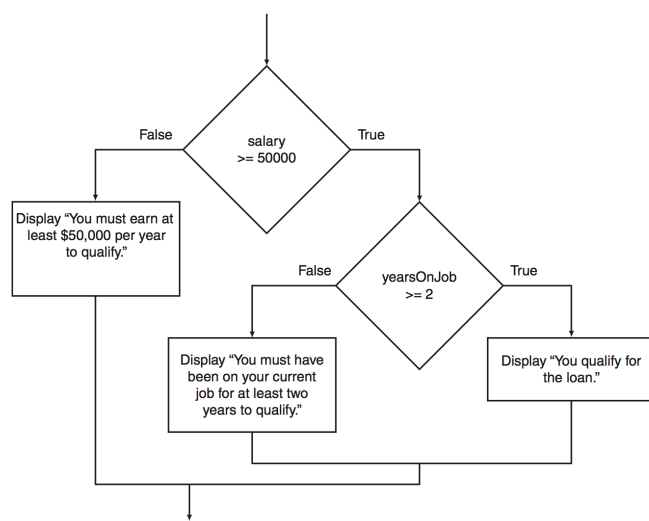 False
True
salary
>= 50000
Display “You must earn at
least $50,000 per year
to qualify.”
False
True
yearsOnJob
>= 2
Display “You must have
been on your current
job for at least two
years to qualify.”
Display “You qualify for
the loan.”